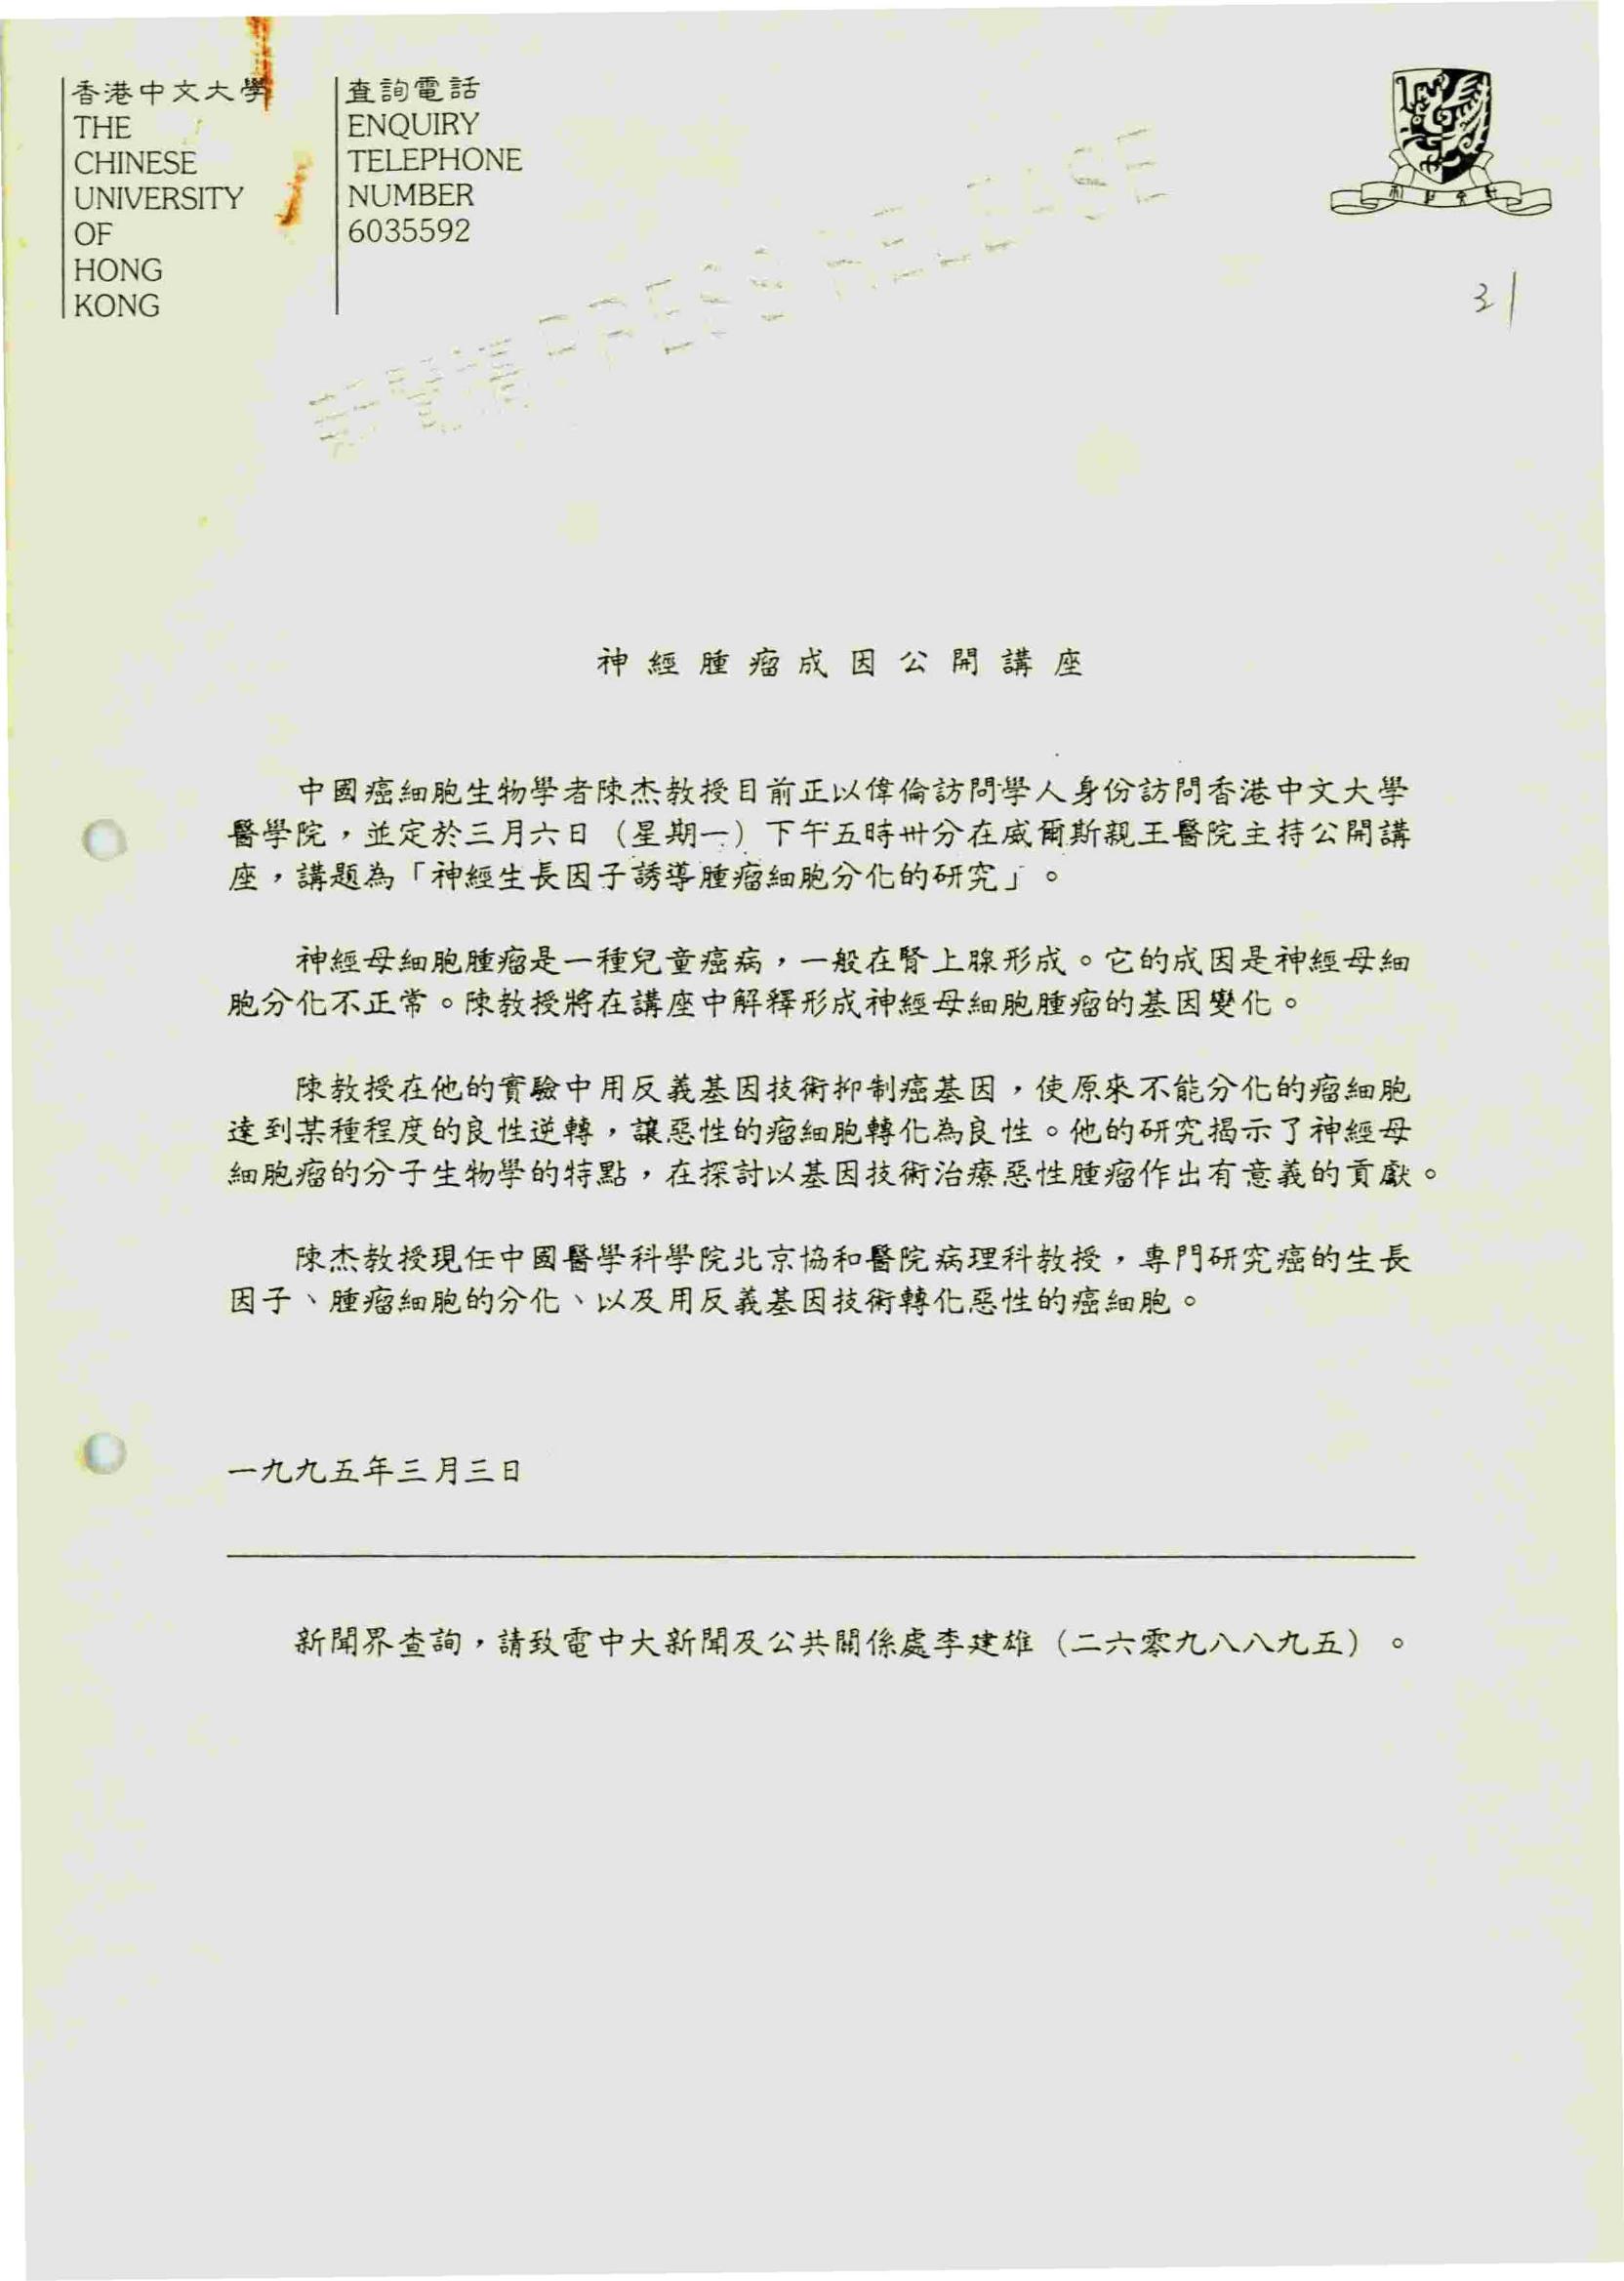 香港中文大學
THE
CHINESE
UNIVERSITY
OF
HONG
KONG
查詢電話
ENQUIRY
TELEPHONE
NUMBER
6035592
新聞稿 PRESS RELEASE
31
神經腫瘤成因公開講座
中國癌細胞生物學者陳杰教授目前正以偉倫訪問學人身份訪問香港中文大學
醫學院，並定於三月六日（星期一）下午五時卅分在威爾斯親王醫院主持公開講
座，講題為「神經生長因子誘導腫瘤細胞分化的研究」。
神經母細胞腫瘤是一種兒童癌病，一般在腎上腺形成。它的成因是神經母細
胞分化不正常。陳教授將在講座中解釋形成神經母細胞腫瘤的基因變化。
陳教授在他的實驗中用反義基因技術抑制癌基因，使原來不能分化的瘤細胞
達到某種程度的良性逆轉，讓惡性的瘤細胞轉化為良性。他的研究揭示了神經母
細胞瘤的分子生物學的特點，在探討以基因技術治療惡性腫瘤作出有意義的貢獻。
陳杰教授現任中國醫學科學院北京協和醫院病理科教授，專門研究癌的生長
因子、腫瘤細胞的分化、以及用反義基因技術轉化惡性的癌細胞。
一九九五年三月三日
新聞界查詢，請致電中大新聞及公共關係處李建雄（二六零九八八九五）。